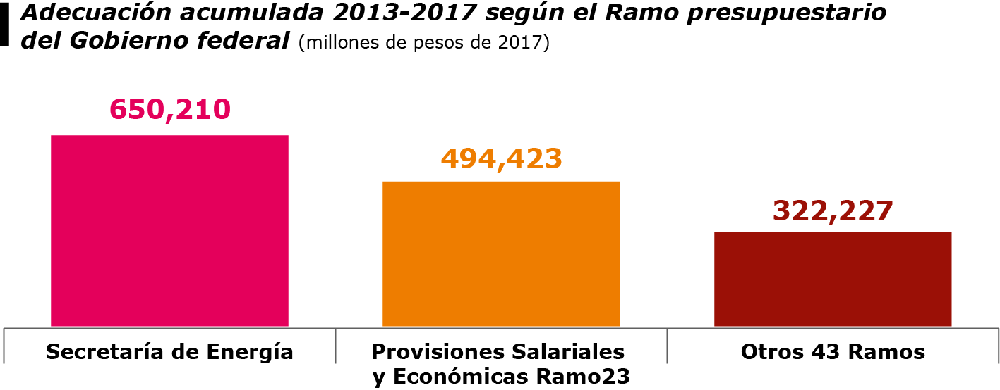 Adecuación acumulada 2013-2017 según el Ramo presupuestario
del Gobierno federal (millones de pesos de 2017)
650,210
494,423
322,227
Secretaría de Energía
Provisiones Salariales
y Económicas Ramo23
Otros 43 Ramos